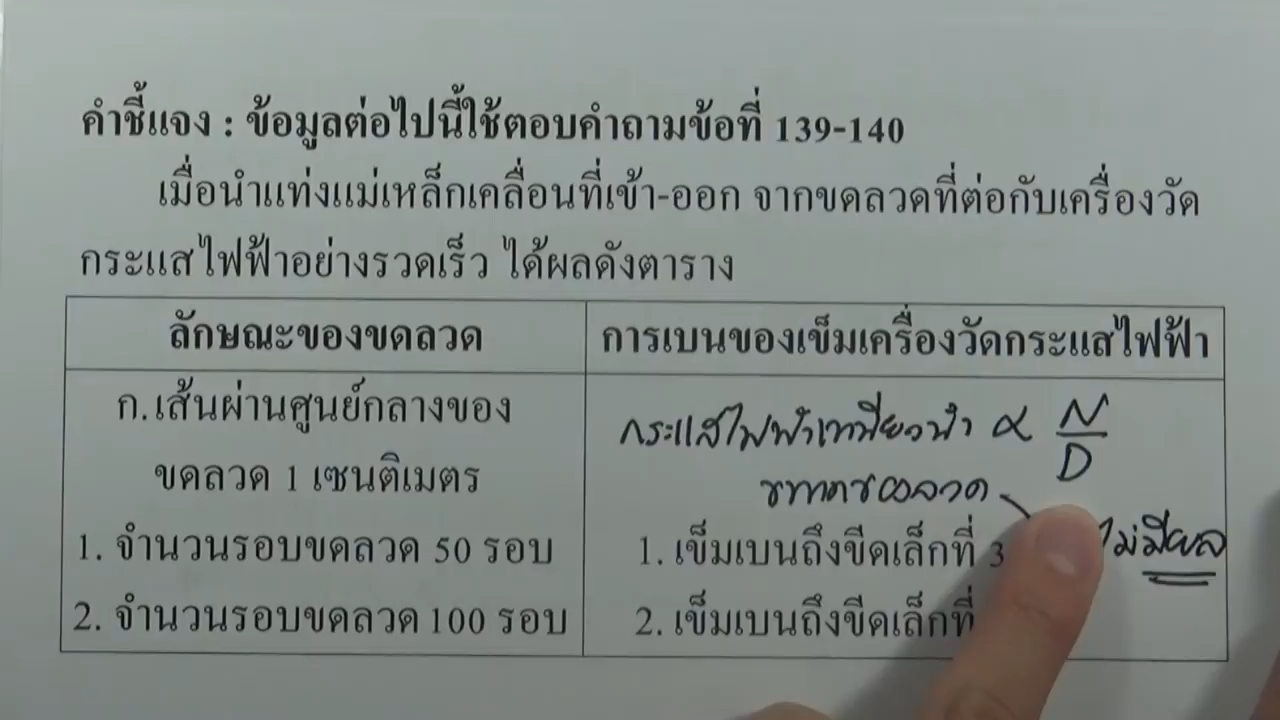 คำชี้แจง : ข้อมูลต่อไปนี้ใช้ตอบคำถามข้อที่ 139-140
เมื่อนำแท่งแม่เหล็กเคลื่อนที่เข้า-ออก จากขดลวดที่ต่อกับเครื่องวัด
กระแสไฟฟ้าอย่างรวดเร็ว ได้ผลดังตาราง
ลักษณะของขดลวด
การเบนของเข็มเครื่องวัดกระแสไฟฟ้า
ก. เส้นผ่านศูนย์กลางของ
ขดลวด 1 เซนติเมตร
1. จำนวนรอบขดลวด 50 รอบ
2. จำนวนรอบขดลวด 100 รอบ
กระแสไฟฟ้าเหนี่ยวนำ ∝ N/D
ขนาดของลวด
ไม่มีผล
1. เข็มเบนถึงขีดเล็กที่ 3
2. เข็มเบนถึงขีดเล็กที่